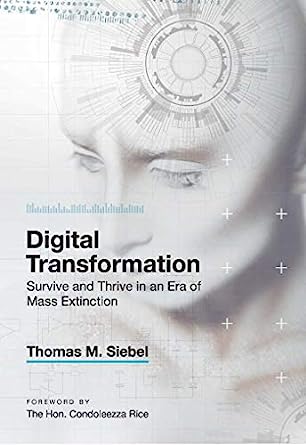 Digital
Transformation
Survive and Thrive in an Era of
Mass Extinction
Thomas M. Siebel
FOREWORD BY
The Hon. Condoleezza Rice